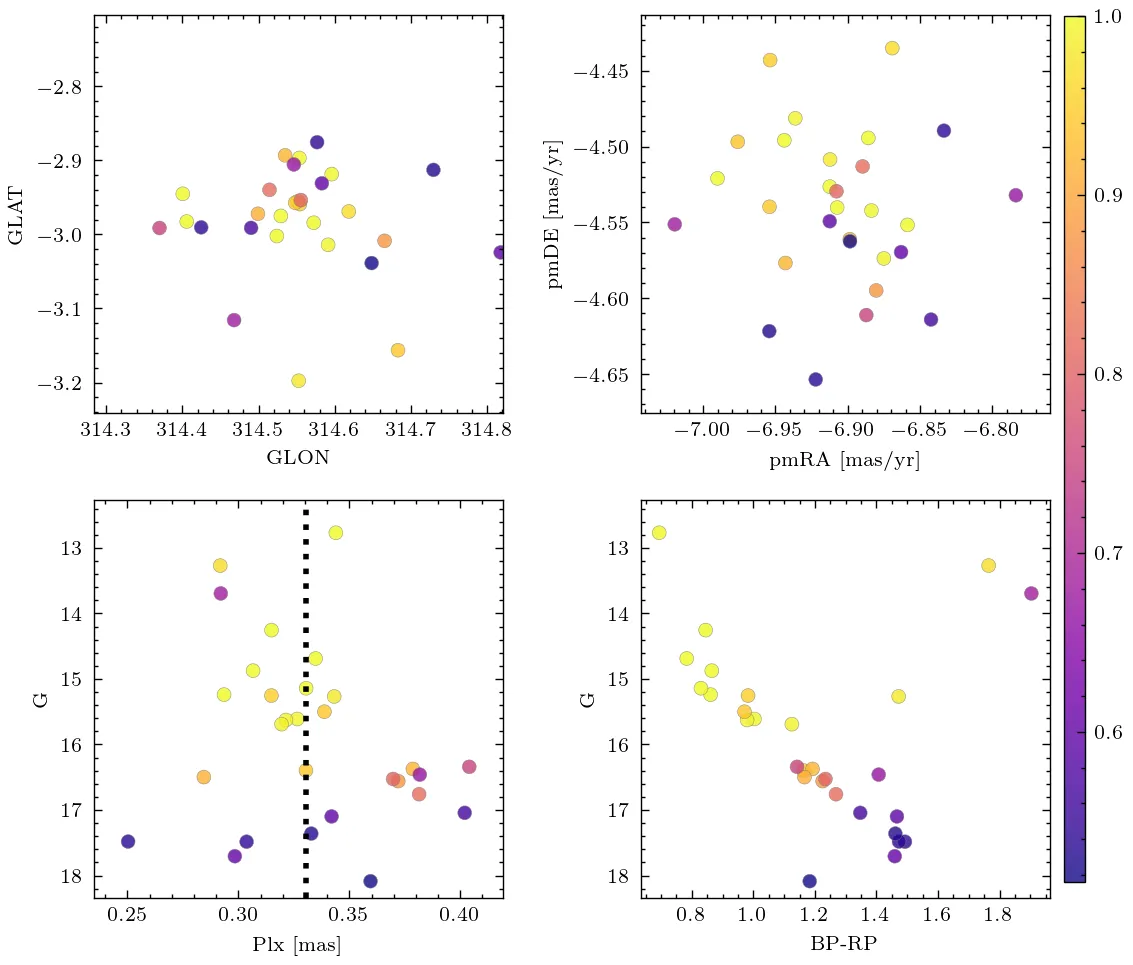 −2.8
−2.9
−3.0
−3.1
−3.2
GLAT
314.3 314.4 314.5 314.6 314.7 314.8
GLON
−4.45
−4.50
−4.55
−4.60
−4.65
pmDE [mas/yr]
−7.00 −6.95 −6.90 −6.85 −6.80
pmRA [mas/yr]
1.0
0.9
0.8
0.7
0.6
13
14
15
16
17
18
G
0.25 0.30 0.35 0.40
Plx [mas]
13
14
15
16
17
18
G
0.8 1.0 1.2 1.4 1.6 1.8
BP-RP